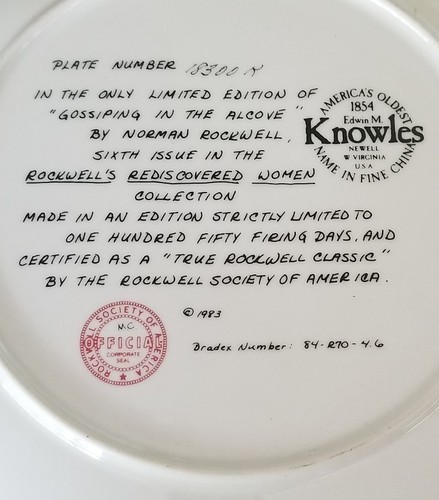 PLATE NUMBER 18300 K
IN THE ONLY LIMITED EDITION OF
"GOSSIPING IN THE ALCOVE"
BY NORMAN ROCKWELL,
SIXTH ISSUE IN THE
ROCKWELL'S REDISCOVERED WOMEN
COLLECTION
MADE IN AN EDITION STRICTLY LIMITED TO
ONE HUNDRED FIFTY FIRING DAYS, AND
CERTIFIED AS A "TRUE ROCKWELL CLASSIC"
BY THE ROCKWELL SOCIETY OF AMERICA.
AMERICA'S OLDEST
1854
Edwin M.
Knowles
NEWELL
W VIRGINIA
U.S.A
NAME IN FINE CHINA
ROCKWELL SOCIETY OF AMERICA
MC
OFFICIAL
CORPORATE
SEAL
© 1983
Bradex Number: 84-R70-4.6